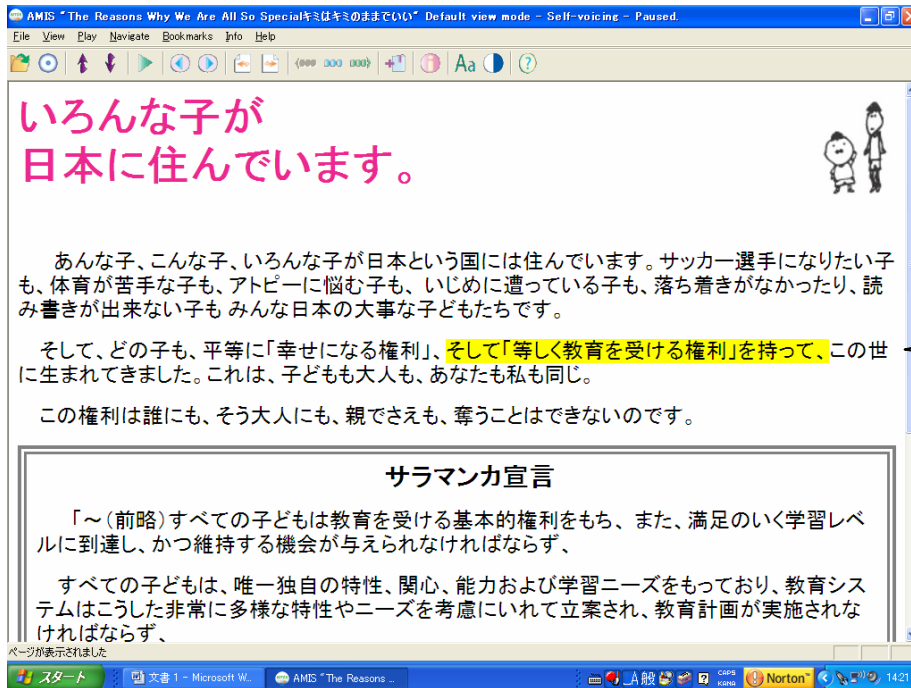 AMIS "The Reasons Why We Are All So Specialキミはキミのままでいい" Default view mode - Self-voicing - Paused.
File View Play Navigate Bookmarks Info Help
Aa
いろんな子が
日本に住んでいます。
あんな子、こんな子、いろんな子が日本という国には住んでいます。サッカー選手になりたい子
も、体育が苦手な子も、アトピーに悩む子も、いじめに遭っている子も、落ち着きがなかったり、読
み書きが出来ない子も みんな日本の大事な子どもたちです。
そして、どの子も、平等に「幸せになる権利」、そして「等しく教育を受ける権利」を持って、この世
に生まれてきました。これは、子どもも大人も、あなたも私も同じ。
この権利は誰にも、そう大人にも、親でさえも、奪うことはできないのです。
サラマンカ宣言
「～（前略）すべての子どもは教育を受ける基本的権利をもち、また、満足のいく学習レベ
ルに到達し、かつ維持する機会が与えられなければならず、
すべての子どもは、唯一独自の特性、関心、能力および学習ニーズをもっており、教育シス
テムはこうした非常に多様な特性やニーズを考慮にいれて立案され、教育計画が実施されな
ければならず、
ページが表示されました
スタート 文書 1 - Microsoft W... AMIS "The Reasons ... _A般 CAPS KANA Norton™ 14:21